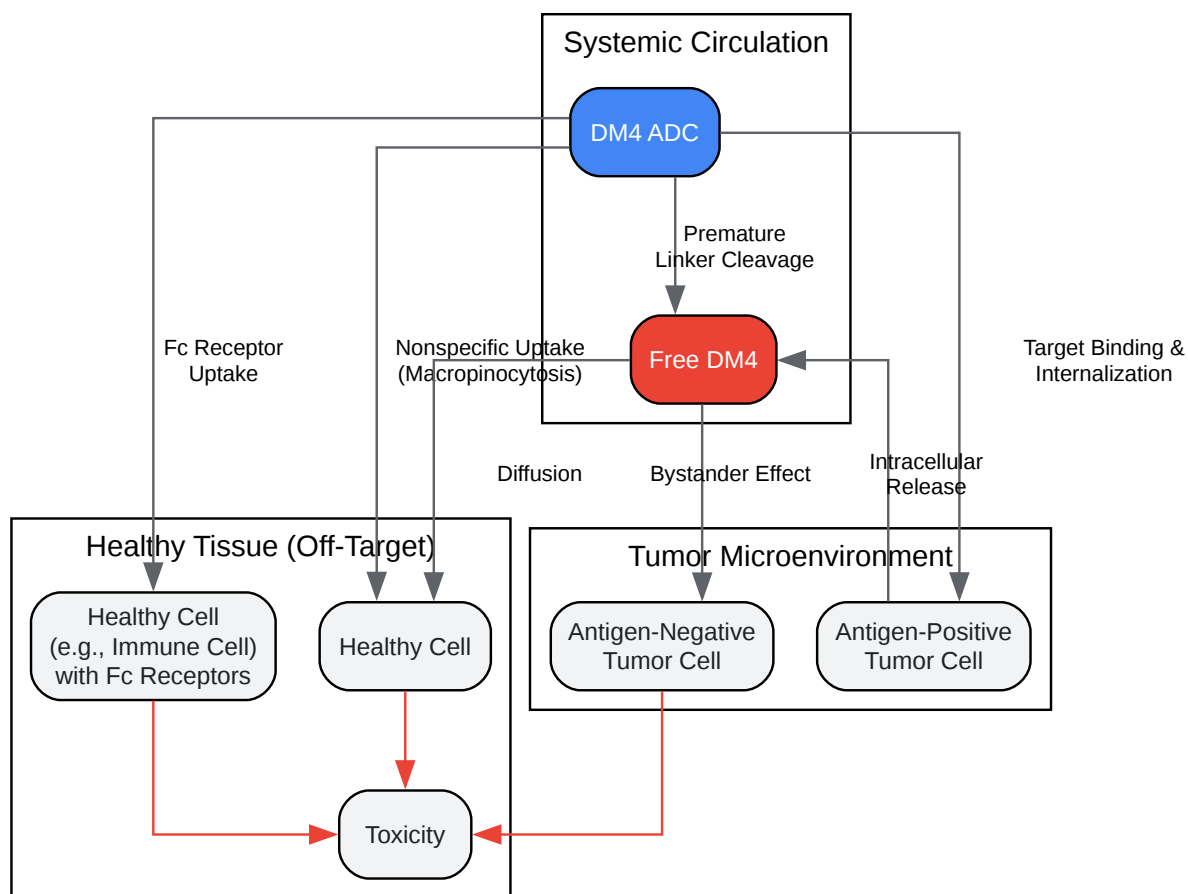 Systemic Circulation
DM4 ADC
Premature
Linker Cleavage
Fc Receptor
Uptake
Nonspecific Uptake
(Macropinocytosis)
Free DM4
Target Binding &
Internalization
Diffusion
Bystander Effect
Intracellular
Release
Healthy Tissue (Off-Target)
Tumor Microenvironment
Healthy Cell
(e.g., Immune Cell)
with Fc Receptors
Healthy Cell
Antigen-Negative
Tumor Cell
Antigen-Positive
Tumor Cell
Toxicity